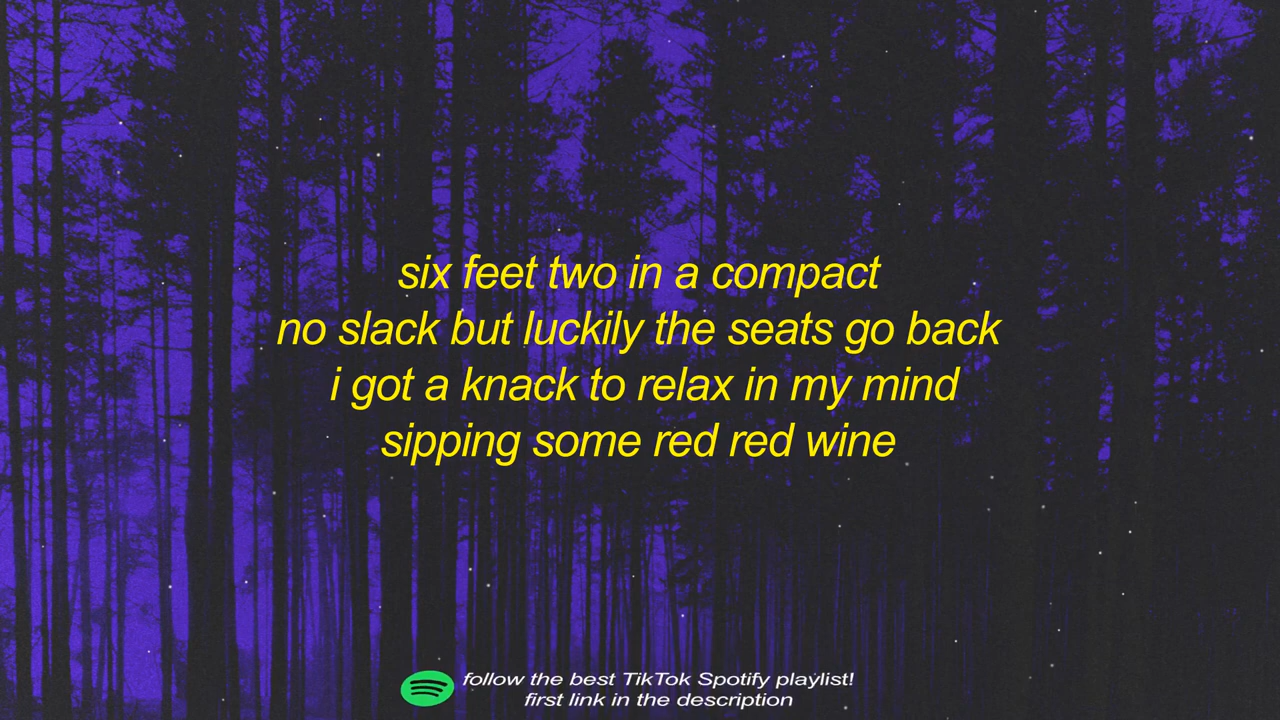 six feet two in a compact
no slack but luckily the seats go back
i got a knack to relax in my mind
sipping some red red wine
follow the best TikTok Spotify playlist!
first link in the description